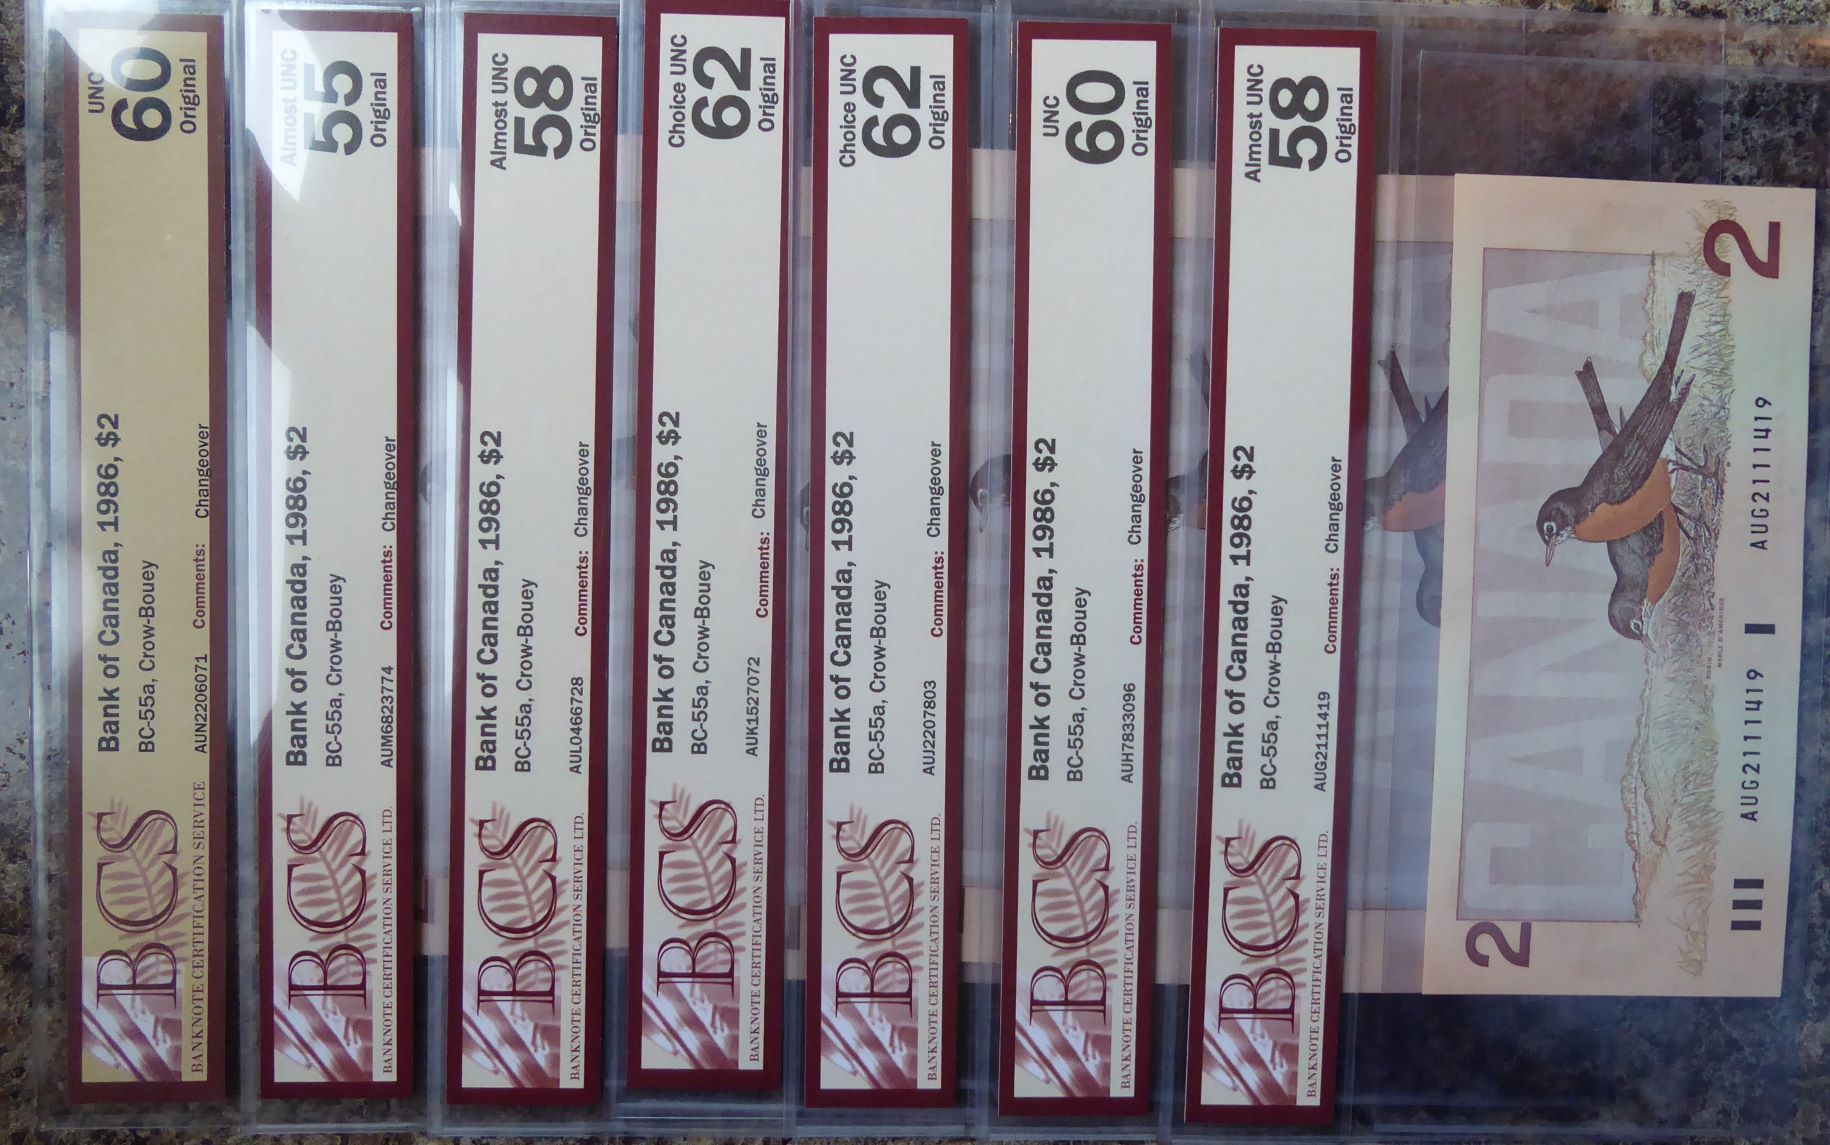 UNC
60
Original
Bank of Canada, 1986, $2
BC-55a, Crow-Bouey
AUN2206071 Comments: Changeover
BCS
BANKNOTE CERTIFICATION SERVICE
Almost UNC
55
Original
Bank of Canada, 1986, $2
BC-55a, Crow-Bouey
AUM6823774 Comments: Changeover
BCS
BANKNOTE CERTIFICATION SERVICE LTD.
Almost UNC
58
Original
Bank of Canada, 1986, $2
BC-55a, Crow-Bouey
AUL0466728 Comments: Changeover
BCS
BANKNOTE CERTIFICATION SERVICE LTD.
Choice UNC
62
Original
Bank of Canada, 1986, $2
BC-55a, Crow-Bouey
AUK1527072 Comments: Changeover
BCS
BANKNOTE CERTIFICATION SERVICE LTD.
Choice UNC
62
Original
Bank of Canada, 1986, $2
BC-55a, Crow-Bouey
AUJ2207803 Comments: Changeover
BCS
BANKNOTE CERTIFICATION SERVICE LTD.
UNC
60
Original
Bank of Canada, 1986, $2
BC-55a, Crow-Bouey
AUH7833096 Comments: Changeover
BCS
BANKNOTE CERTIFICATION SERVICE LTD.
Almost UNC
58
Original
Bank of Canada, 1986, $2
BC-55a, Crow-Bouey
AUG2111419 Comments: Changeover
BCS
BANKNOTE CERTIFICATION SERVICE LTD.
2
CANADA
2
ROBIN
MERLE D'AMÉRIQUE
AUG2111419 AUG2111419